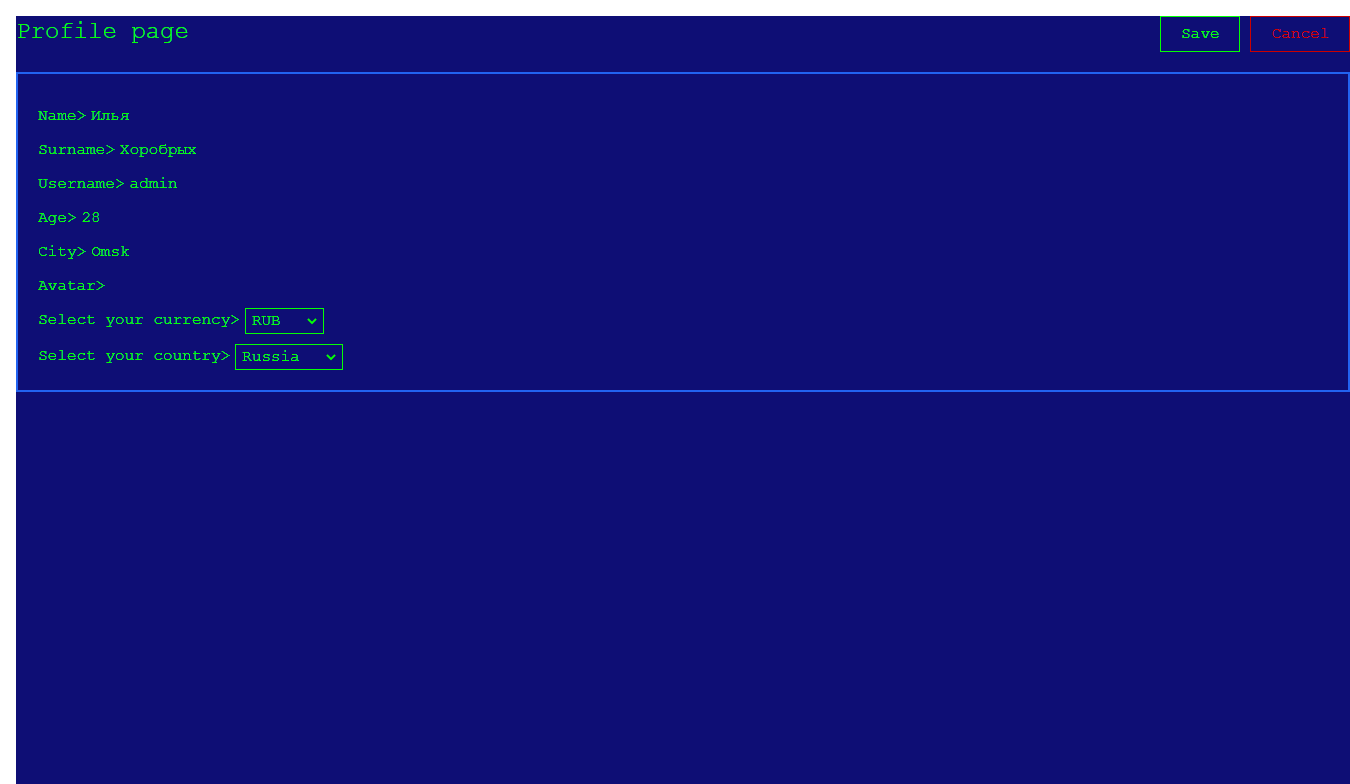 Profile page Save Cancel
Name> Илья
Surname> Хоробрых
Username> admin
Age> 28
City> Omsk
Avatar>
Select your currency> RUB
Select your country> Russia